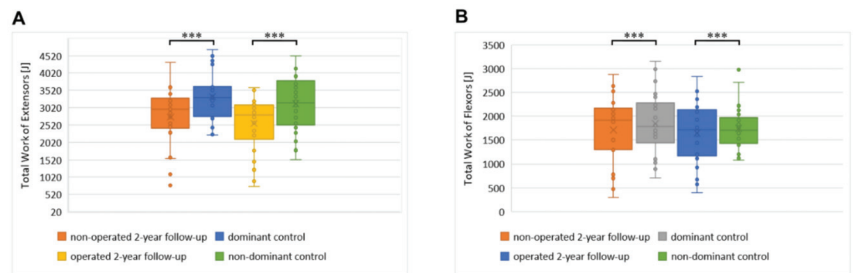 A
Total Work of Extensors [J]
4520
4020
3520
3020
2520
2020
1520
1020
520
20
***
***
non-operated 2-year follow-up
dominant control
operated 2-year follow-up
non-dominant control
B
Total Work of Flexors [J]
3500
3000
2500
2000
1500
1000
500
0
***
***
non-operated 2-year follow-up
dominant control
operated 2-year follow-up
non-dominant control